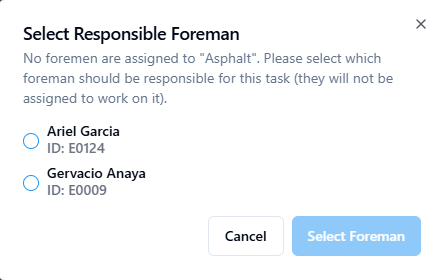 Select Responsible Foreman
No foremen are assigned to "Asphalt". Please select which
foreman should be responsible for this task (they will not be
assigned to work on it).
Ariel Garcia
ID: E0124
Gervacio Anaya
ID: E0009
Cancel
Select Foreman